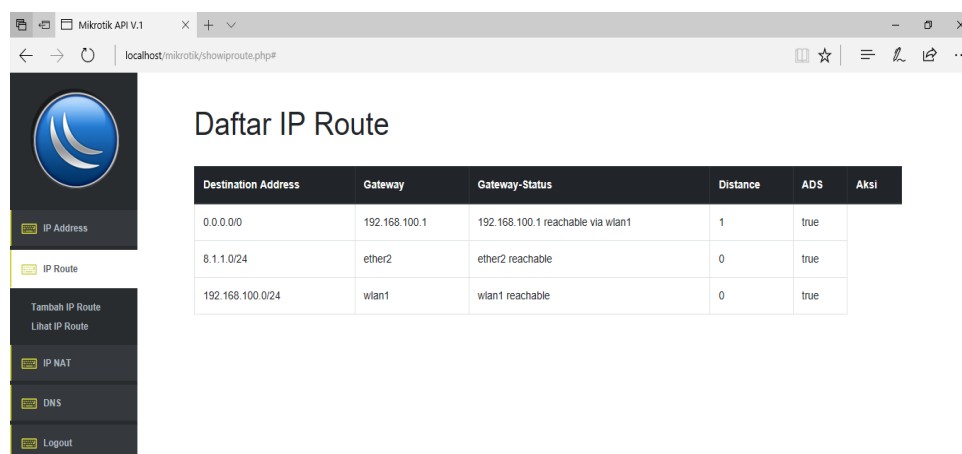 Mikrotik API V.1
localhost/mikrotik/showiproute.php#
Daftar IP Route
Destination Address Gateway Gateway-Status Distance ADS Aksi
0.0.0.0/0 192.168.100.1 192.168.100.1 reachable via wlan1 1 true
8.1.1.0/24 ether2 ether2 reachable 0 true
192.168.100.0/24 wlan1 wlan1 reachable 0 true
IP Address
IP Route
Tambah IP Route
Lihat IP Route
IP NAT
DNS
Logout